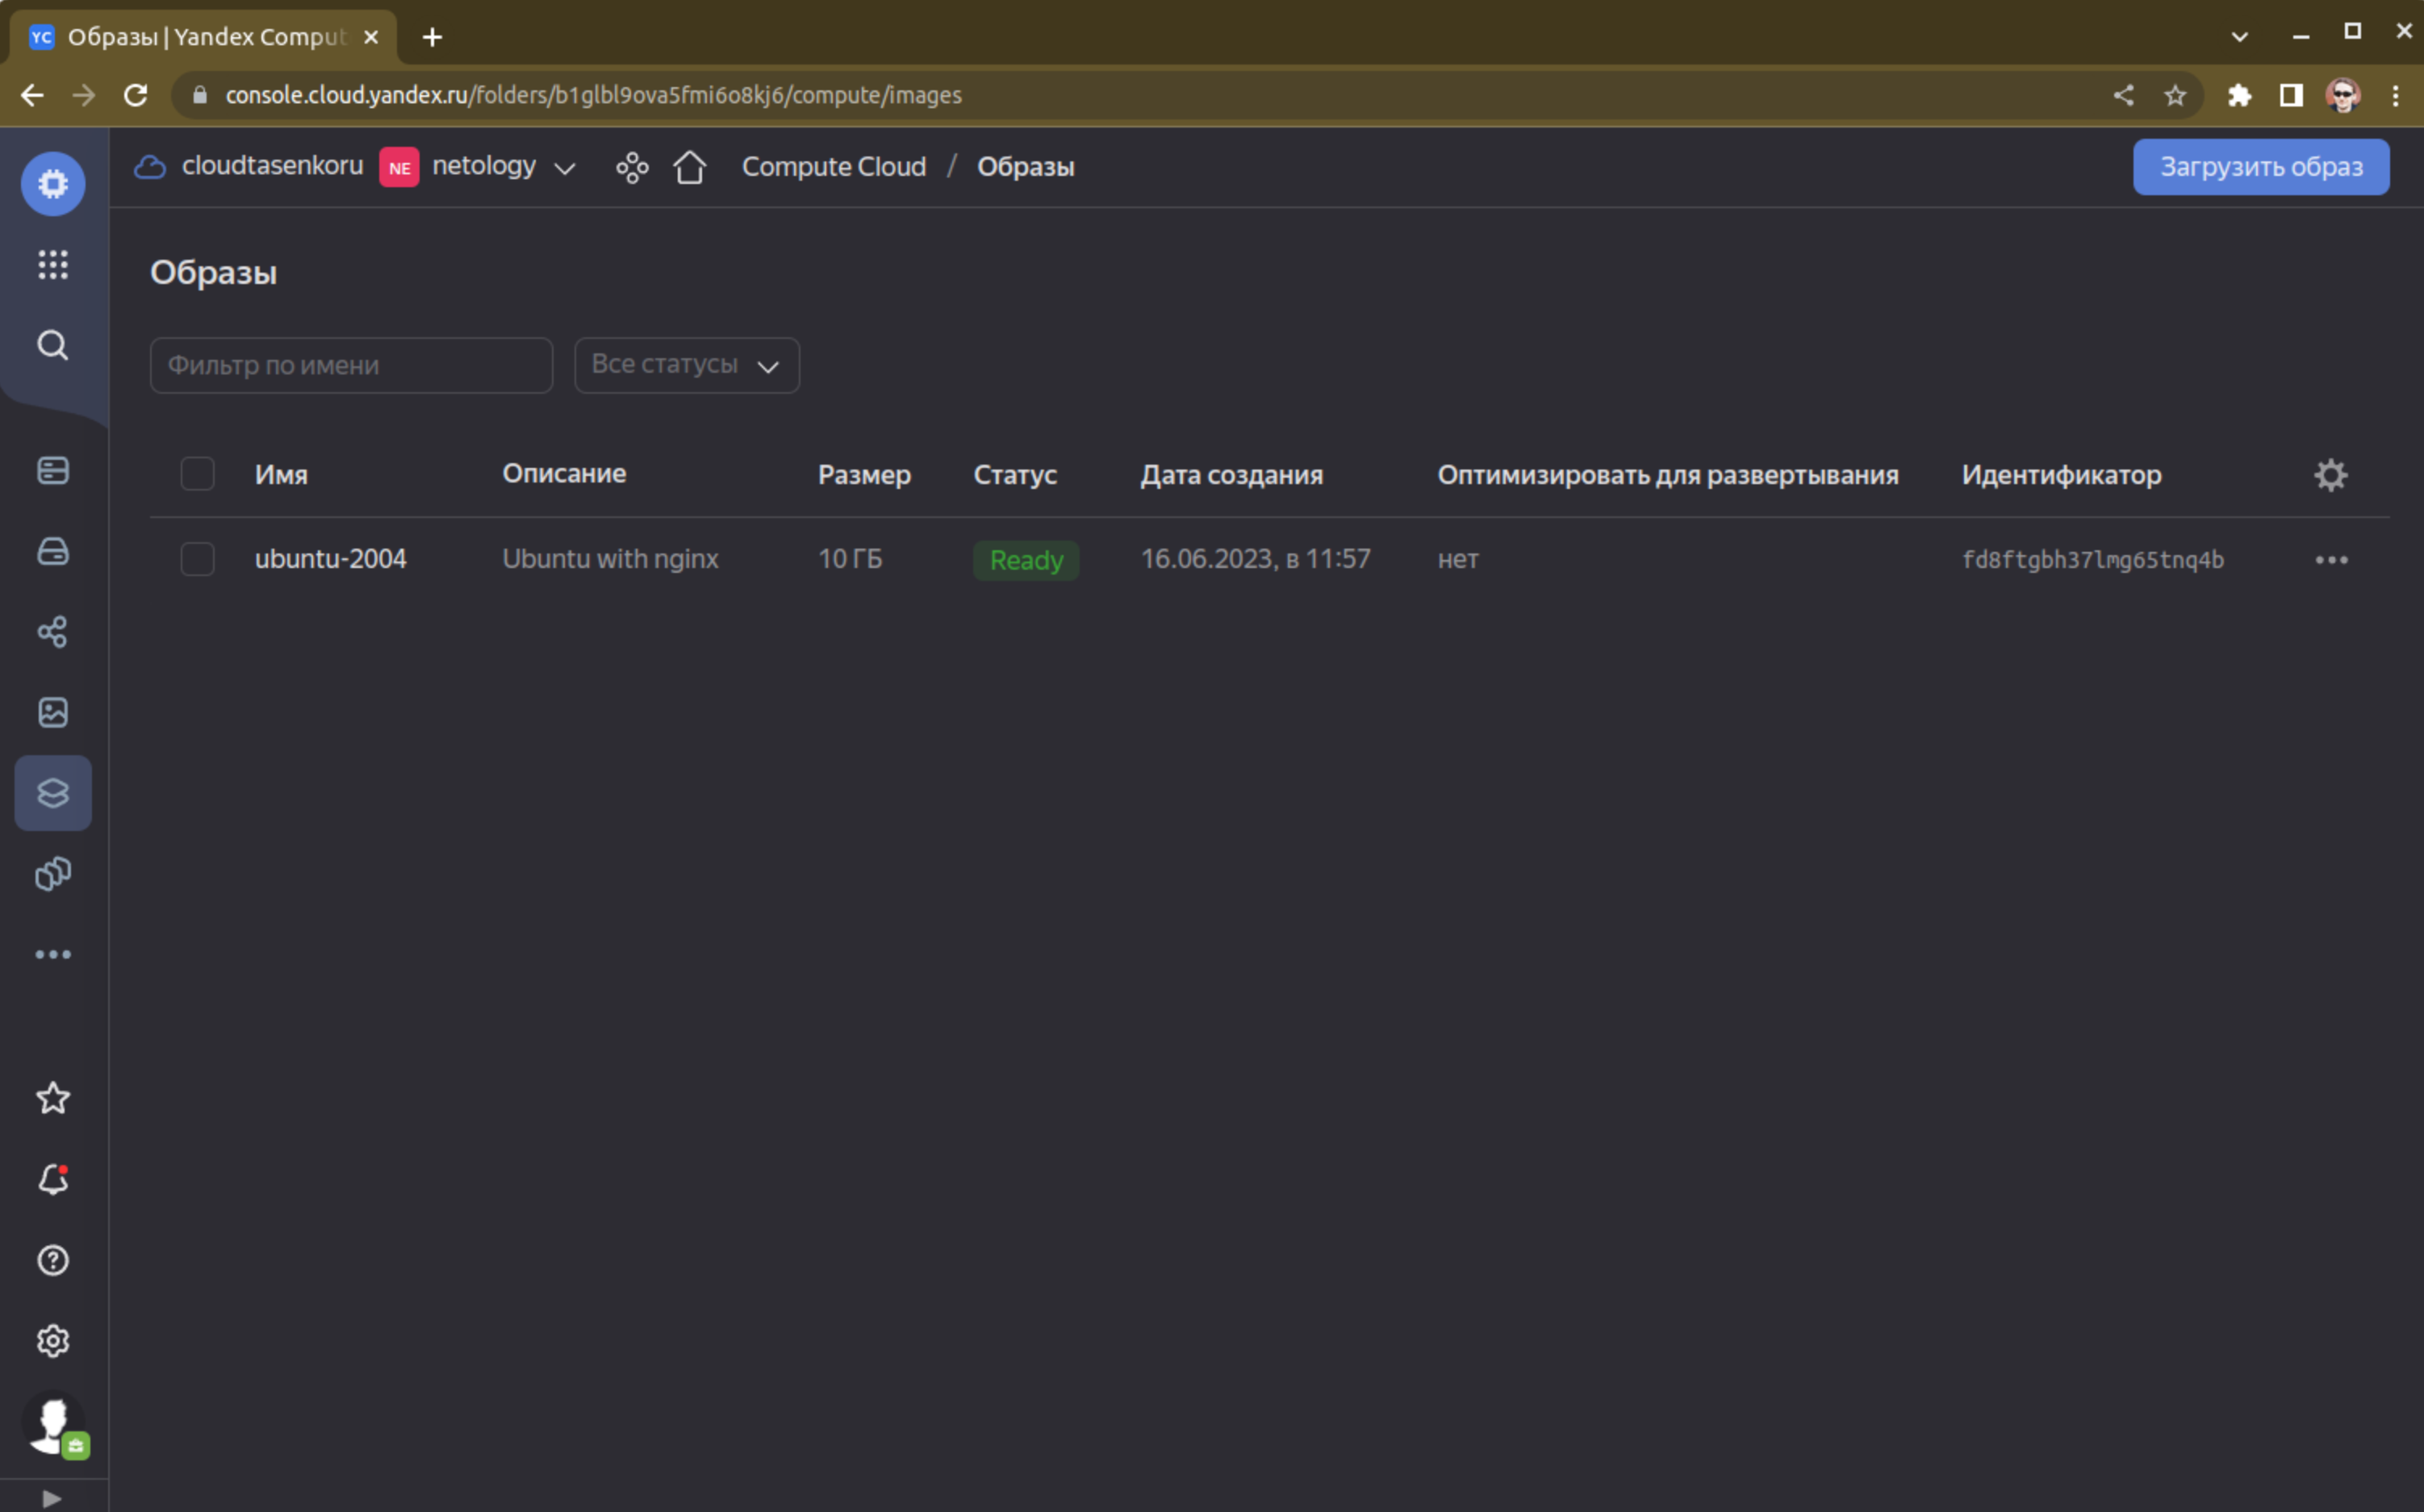 YC Образы | Yandex Comput
console.cloud.yandex.ru/folders/b1glbl9ova5fmi6o8kj6/compute/images
cloudtasenkoru NE netology Compute Cloud / Образы Загрузить образ
Образы
Фильтр по имени Все статусы
Имя Описание Размер Статус Дата создания Оптимизировать для развертывания Идентификатор
ubuntu-2004 Ubuntu with nginx 10 ГБ Ready 16.06.2023, в 11:57 нет fd8ftgbh37lmg65tnq4b